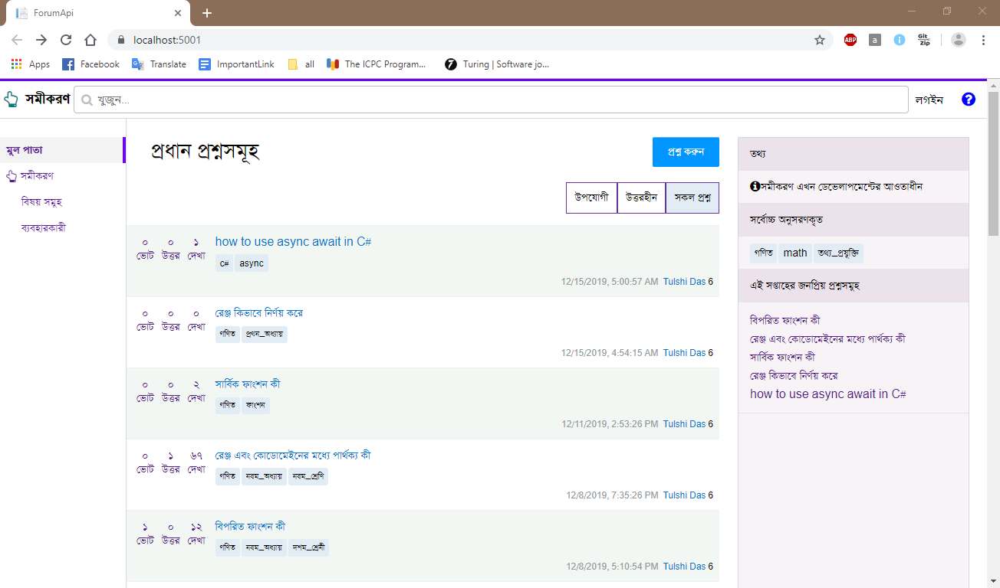 ForumApi
localhost:5001
ABP
a
Git Zip
Apps Facebook Translate ImportantLink all The ICPC Program... Turing | Software jo...
সমীকরণ
খুজুন...
লগইন
মুল পাতা
সমীকরণ
বিষয় সমুহ
ব্যবহারকারী
প্রধান প্রশ্নসমূহ
প্রশ্ন করুন
উপযোগী উত্তরহীন সকল প্রশ্ন
০ ০ ১
ভোট উত্তর দেখা
how to use async await in C#
c# async
12/15/2019, 5:00:57 AM Tulshi Das 6
০ ০ ০
ভোট উত্তর দেখা
রেঞ্জ কিভাবে নির্ণয় করে
গণিত প্রথন_অধ্যায়
12/15/2019, 4:54:15 AM Tulshi Das 6
০ ০ ২
ভোট উত্তর দেখা
সার্বিক ফাংশন কী
গণিত ফাংশন
12/11/2019, 2:53:26 PM Tulshi Das 6
০ ১ ৬৭
ভোট উত্তর দেখা
রেঞ্জ এবং কোডোমেইনের মধ্যে পার্থক্য কী
গণিত নবম_অধ্যায় নবম_শ্রেণি
12/8/2019, 7:35:26 PM Tulshi Das 6
১ ০ ১২
ভোট উত্তর দেখা
বিপরিত ফাংশন কী
গণিত নবম_অধ্যায় দশম_শ্রেনী
12/8/2019, 5:10:54 PM Tulshi Das 6
তথ্য
সমীকরণ এখন ডেভেলাপমেন্টের আওতাধীন
সর্বোচ্চ অনুসরণকৃত
গণিত math তথ্য_প্রযুক্তি
এই সপ্তাহের জনপ্রিয় প্রশ্নসমুহ
বিপরিত ফাংশন কী
রেঞ্জ এবং কোডোমেইনের মধ্যে পার্থক্য কী
সার্বিক ফাংশন কী
রেঞ্জ কিভাবে নির্ণয় করে
how to use async await in C#